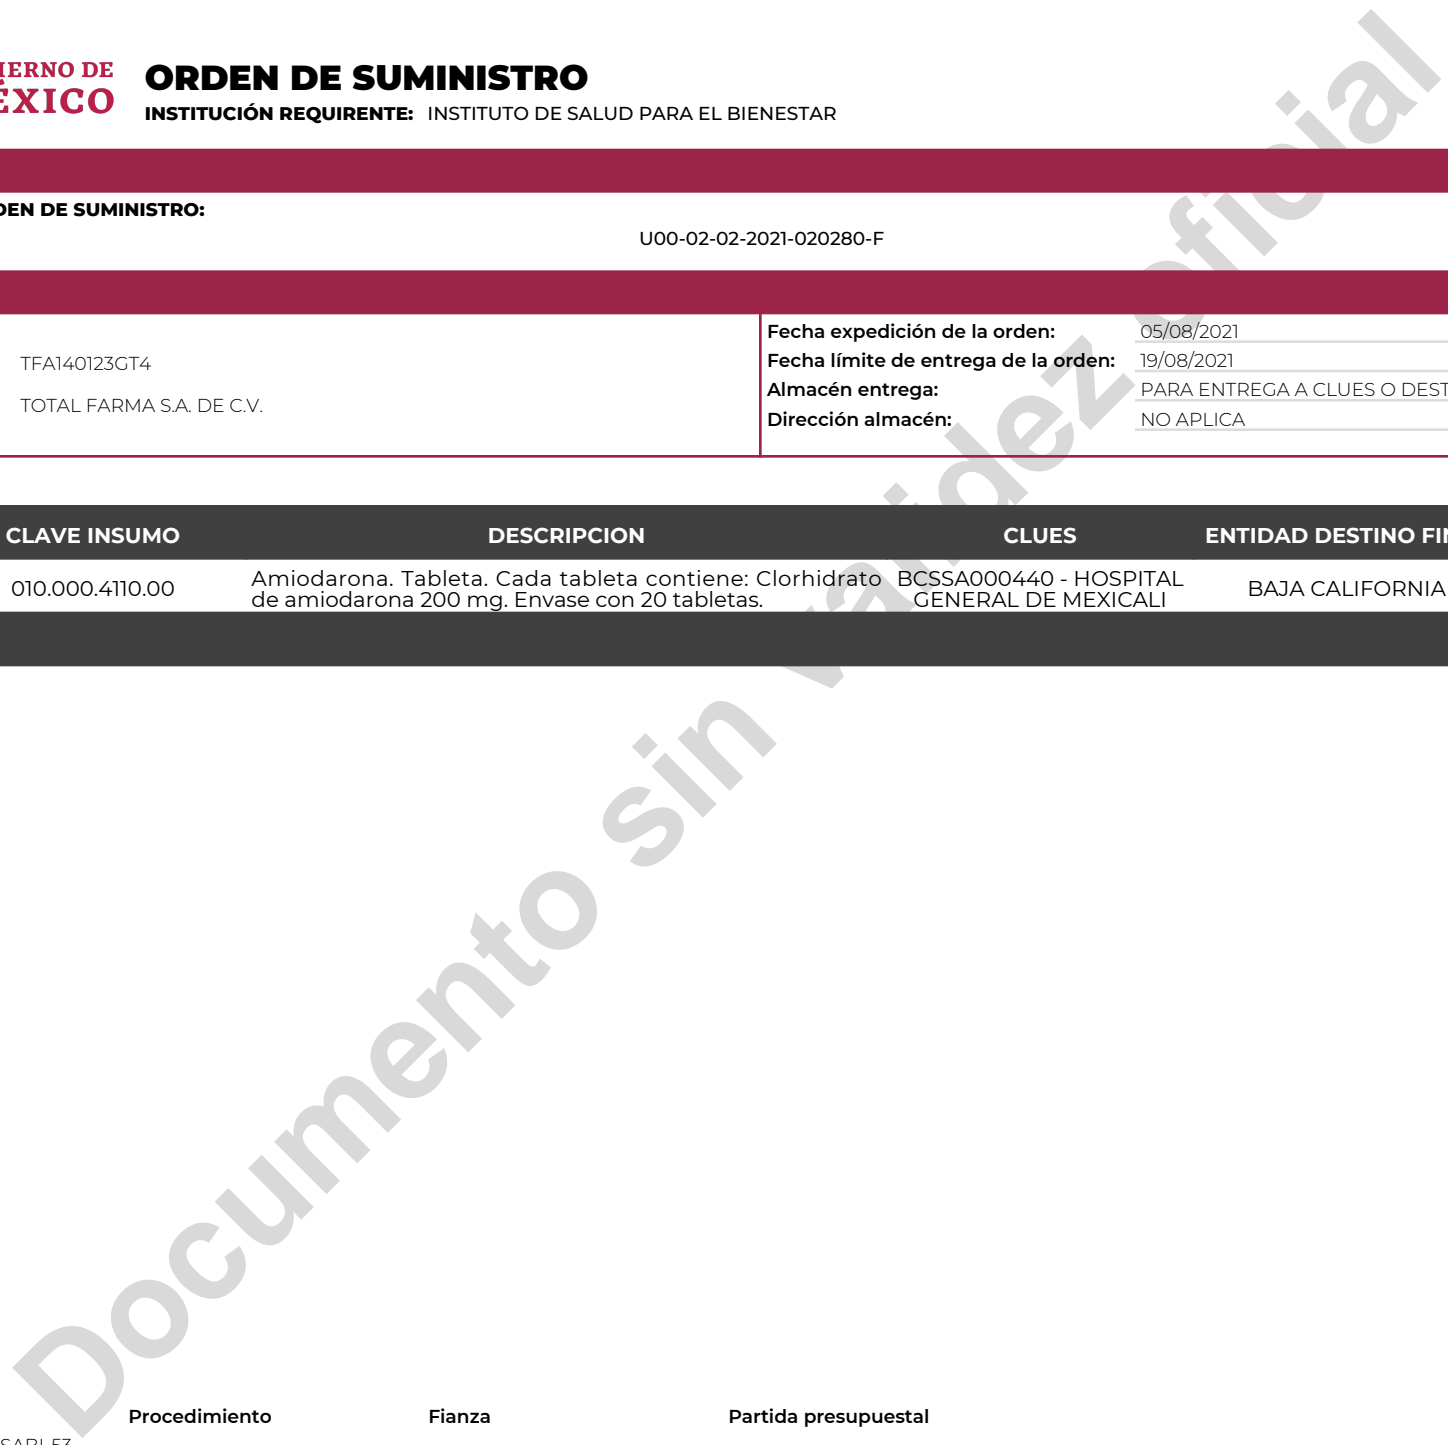 IERNO DE
ÉXICO
ORDEN DE SUMINISTRO
INSTITUCIÓN REQUIRENTE: INSTITUTO DE SALUD PARA EL BIENESTAR
DEN DE SUMINISTRO:
U00-02-02-2021-020280-F
TFA140123GT4
TOTAL FARMA S.A. DE C.V.
Fecha expedición de la orden: 05/08/2021
Fecha límite de entrega de la orden: 19/08/2021
Almacén entrega: PARA ENTREGA A CLUES O DEST
Dirección almacén: NO APLICA
CLAVE INSUMO DESCRIPCION CLUES ENTIDAD DESTINO FIN
010.000.4110.00 Amiodarona. Tableta. Cada tableta contiene: Clorhidrato de amiodarona 200 mg. Envase con 20 tabletas. BCSSA000440 - HOSPITAL GENERAL DE MEXICALI BAJA CALIFORNIA
Documento sin validez oficial
Procedimiento Fianza Partida presupuestal